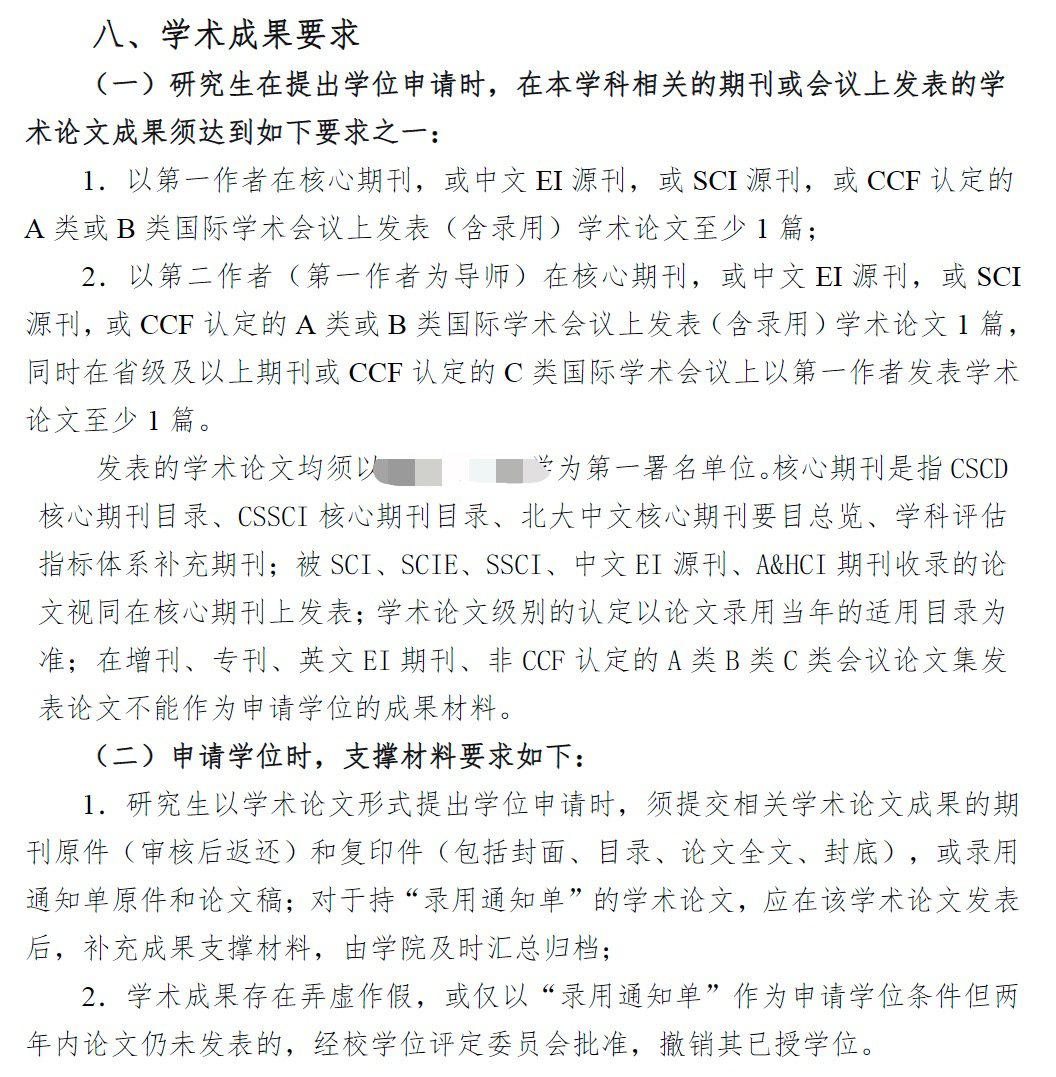 八、学术成果要求
（一）研究生在提出学位申请时，在本学科相关的期刊或会议上发表的学
术论文成果须达到如下要求之一：
1．以第一作者在核心期刊，或中文 EI 源刊，或 SCI 源刊，或 CCF 认定的
A 类或 B 类国际学术会议上发表（含录用）学术论文至少 1 篇；
2．以第二作者（第一作者为导师）在核心期刊，或中文 EI 源刊，或 SCI
源刊，或 CCF 认定的 A 类或 B 类国际学术会议上发表（含录用）学术论文 1 篇，
同时在省级及以上期刊或 CCF 认定的 C 类国际学术会议上以第一作者发表学术
论文至少 1 篇。
发表的学术论文均须以 学为第一署名单位。核心期刊是指 CSCD
核心期刊目录、CSSCI 核心期刊目录、北大中文核心期刊要目总览、学科评估
指标体系补充期刊；被 SCI、SCIE、SSCI、中文 EI 源刊、A&HCI 期刊收录的论
文视同在核心期刊上发表；学术论文级别的认定以论文录用当年的适用目录为
准；在增刊、专刊、英文 EI 期刊、非 CCF 认定的 A 类 B 类 C 类会议论文集发
表论文不能作为申请学位的成果材料。
（二）申请学位时，支撑材料要求如下：
1．研究生以学术论文形式提出学位申请时，须提交相关学术论文成果的期
刊原件（审核后返还）和复印件（包括封面、目录、论文全文、封底），或录用
通知单原件和论文稿；对于持“录用通知单”的学术论文，应在该学术论文发表
后，补充成果支撑材料，由学院及时汇总归档；
2．学术成果存在弄虚作假，或仅以“录用通知单”作为申请学位条件但两
年内论文仍未发表的，经校学位评定委员会批准，撤销其已授学位。